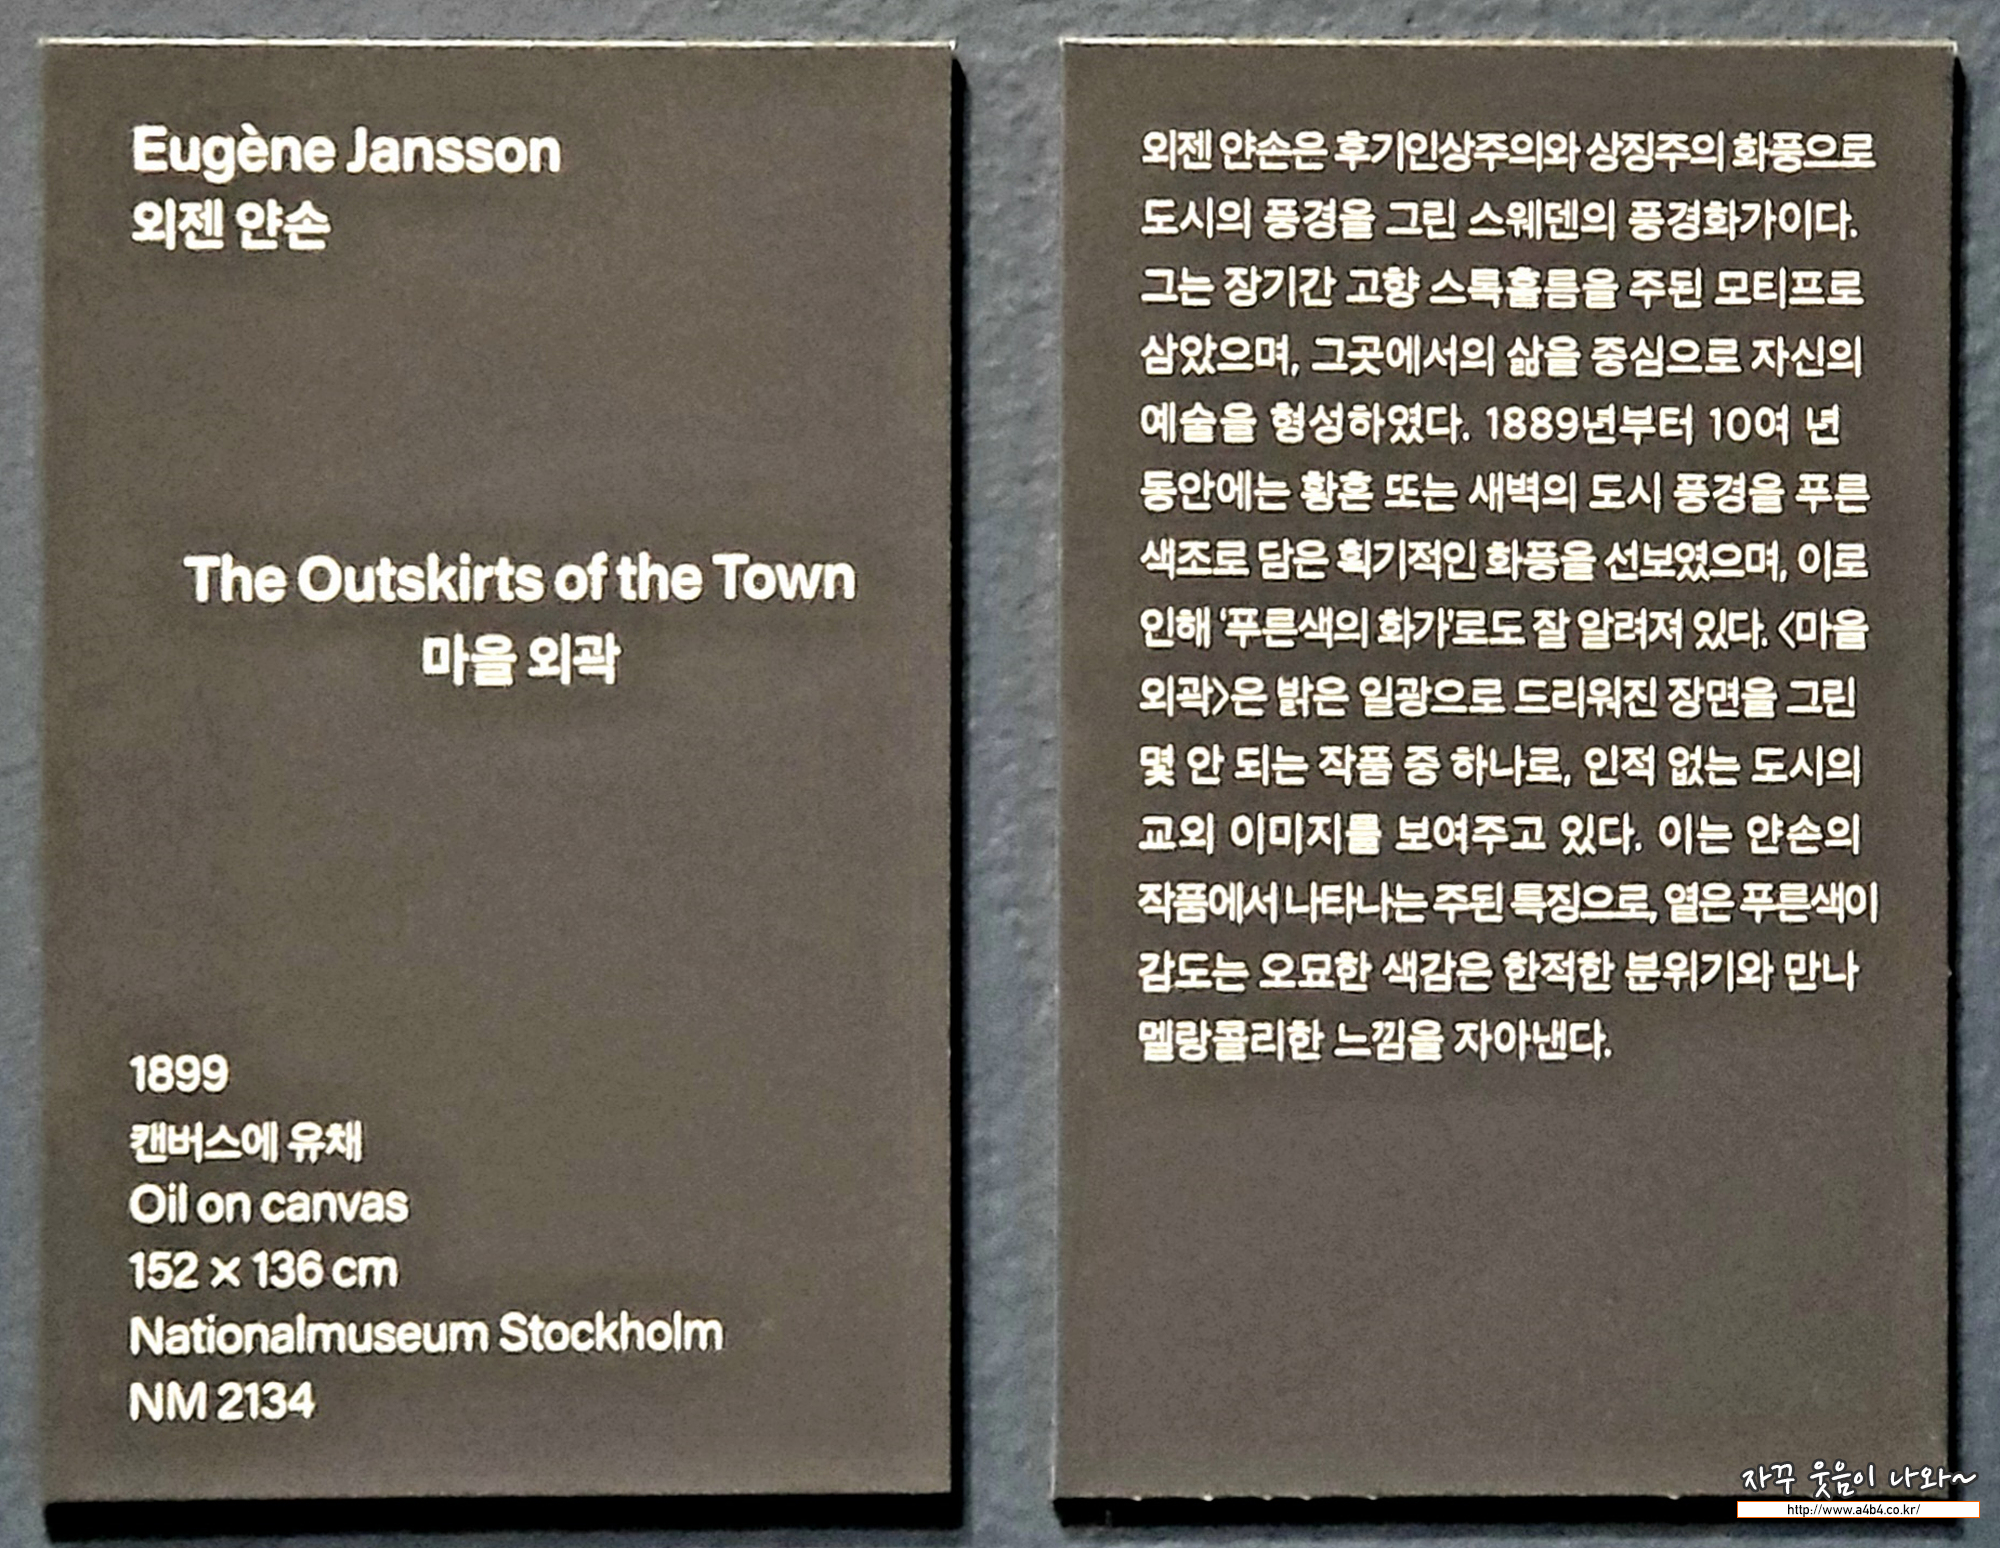 Eugène Jansson
외젠 얀손
The Outskirts of the Town
마을 외곽
1899
캔버스에 유채
Oil on canvas
152 × 136 cm
Nationalmuseum Stockholm
NM 2134
외젠 얀손은 후기인상주의와 상징주의 화풍으로
도시의 풍경을 그린 스웨덴의 풍경화가이다.
그는 장기간 고향 스톡홀름을 주된 모티프로
삼았으며, 그곳에서의 삶을 중심으로 자신의
예술을 형성하였다. 1889년부터 10여 년
동안에는 황혼 또는 새벽의 도시 풍경을 푸른
색조로 담은 획기적인 화풍을 선보였으며, 이로
인해 ‘푸른색의 화가’로도 잘 알려져 있다. <마을
외곽>은 밝은 일광으로 드리워진 장면을 그린
몇 안 되는 작품 중 하나로, 인적 없는 도시의
교외 이미지를 보여주고 있다. 이는 얀손의
작품에서 나타나는 주된 특징으로, 옅은 푸른색이
감도는 오묘한 색감은 한적한 분위기와 만나
멜랑콜리한 느낌을 자아낸다.
자꾸 웃음이 나와~
http://www.a4b4.co.kr/